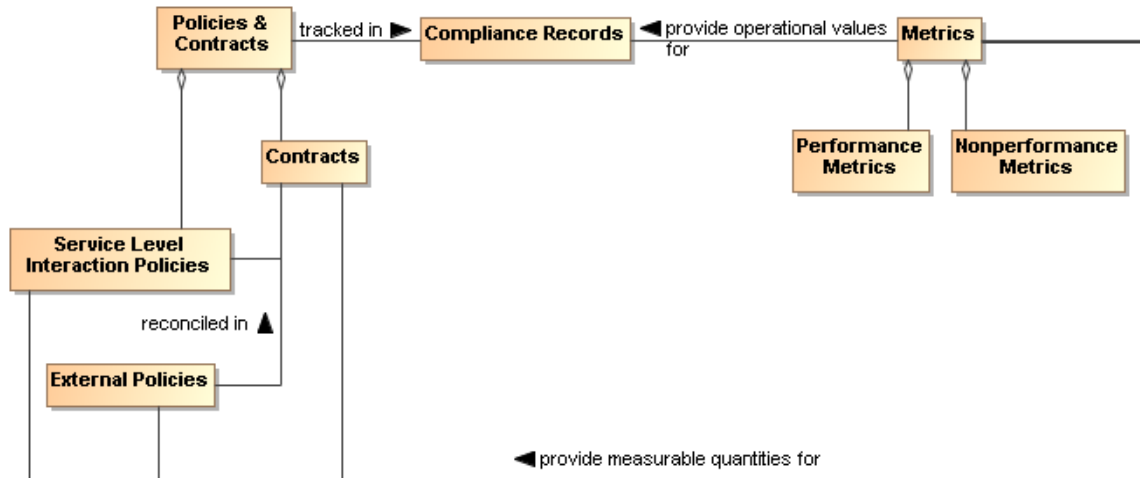 Policies &
Contracts
tracked in
Compliance Records
provide operational values
for
Metrics
Contracts
Performance
Metrics
Nonperformance
Metrics
Service Level
Interaction Policies
reconciled in
External Policies
provide measurable quantities for